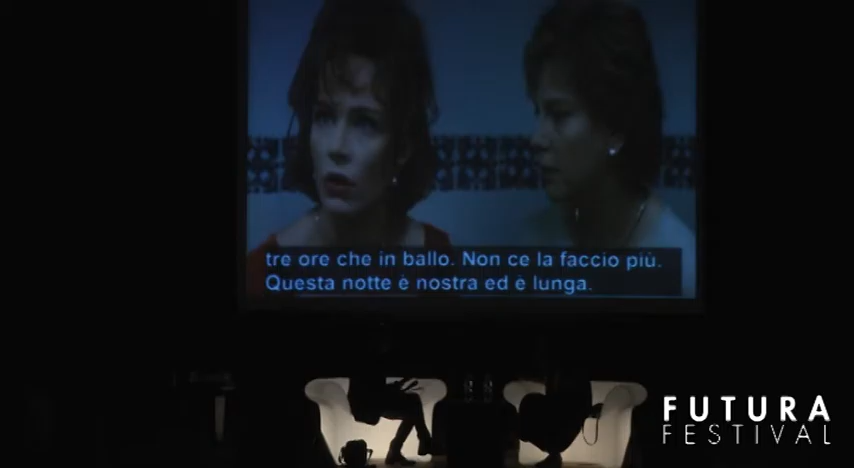 tre ore che in ballo. Non ce la faccio più.
Questa notte è nostra ed è lunga.
FUTURA
FESTIVAL